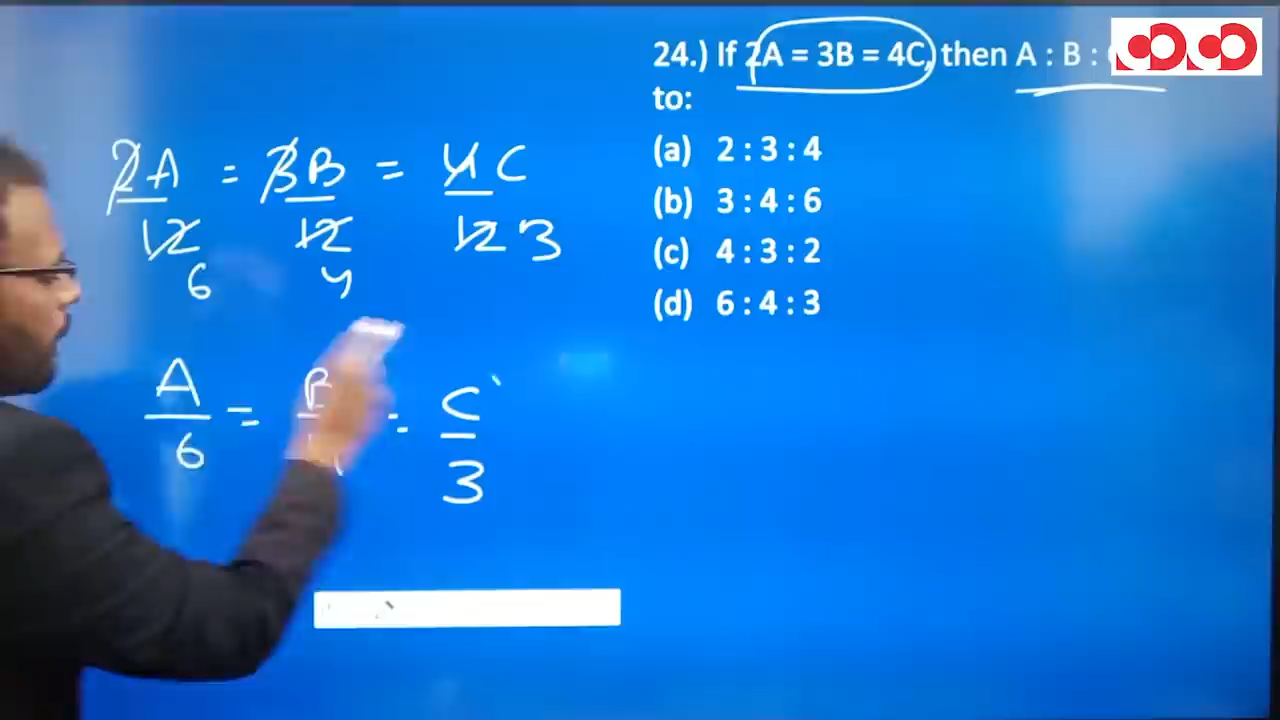 24.) If 2A = 3B = 4C, then A : B :
to:
(a) 2 : 3 : 4
(b) 3 : 4 : 6
(c) 4 : 3 : 2
(d) 6 : 4 : 3
2A = 3B = 4C
12 12 12 3
6 4
A = B = C
6 3